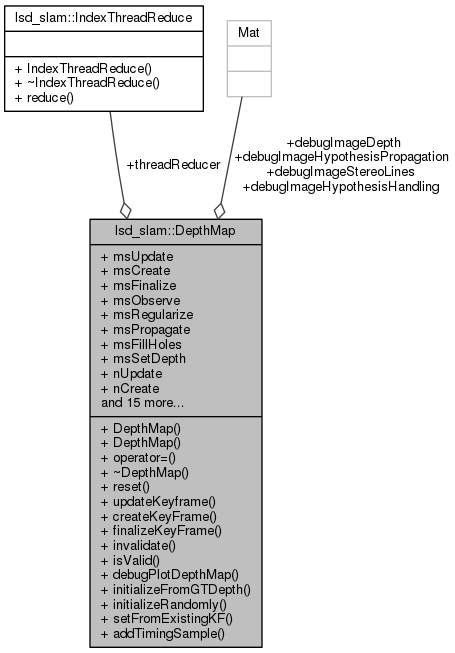 lsd_slam::IndexThreadReduce
+ IndexThreadReduce()
+ ~IndexThreadReduce()
+ reduce()
Mat
+threadReducer
+debugImageDepth
+debugImageHypothesisPropagation
+debugImageStereoLines
+debugImageHypothesisHandling
lsd_slam::DepthMap
+ msUpdate
+ msCreate
+ msFinalize
+ msObserve
+ msRegularize
+ msPropagate
+ msFillHoles
+ msSetDepth
+ nUpdate
+ nCreate
and 15 more...
+ DepthMap()
+ DepthMap()
+ operator=()
+ ~DepthMap()
+ reset()
+ updateKeyframe()
+ createKeyFrame()
+ finalizeKeyFrame()
+ invalidate()
+ isValid()
+ debugPlotDepthMap()
+ initializeFromGTDepth()
+ initializeRandomly()
+ setFromExistingKF()
+ addTimingSample()